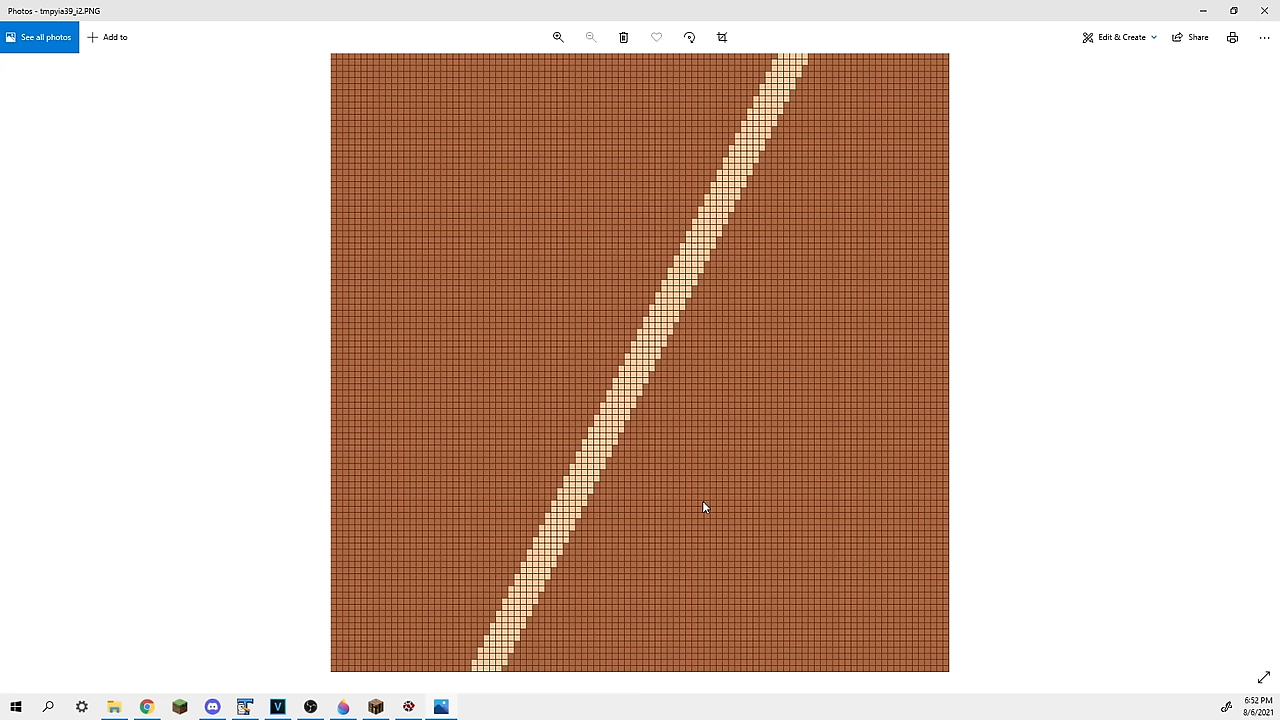 Photos - tmpyia39_i2.PNG
See all photos
Add to
Edit & Create
Share
6:52 PM
8/6/2021